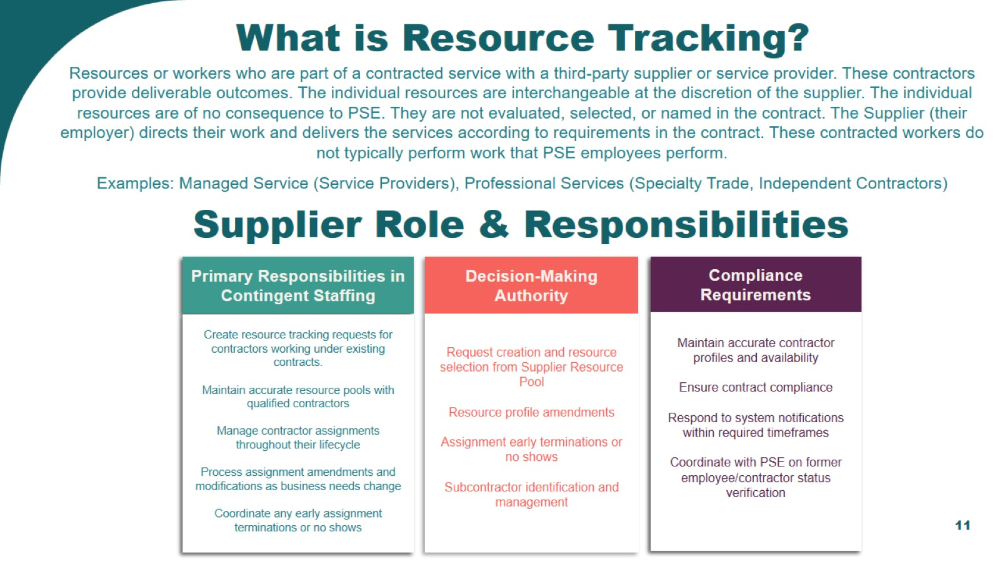 What is Resource Tracking?
Resources or workers who are part of a contracted service with a third-party supplier or service provider. These contractors
provide deliverable outcomes. The individual resources are interchangeable at the discretion of the supplier. The individual
resources are of no consequence to PSE. They are not evaluated, selected, or named in the contract. The Supplier (their
employer) directs their work and delivers the services according to requirements in the contract. These contracted workers do
not typically perform work that PSE employees perform.
Examples: Managed Service (Service Providers), Professional Services (Specialty Trade, Independent Contractors)
Supplier Role & Responsibilities
Primary Responsibilities in
Contingent Staffing
Create resource tracking requests for
contractors working under existing
contracts.
Maintain accurate resource pools with
qualified contractors
Manage contractor assignments
throughout their lifecycle
Process assignment amendments and
modifications as business needs change
Coordinate any early assignment
terminations or no shows
Decision-Making
Authority
Request creation and resource
selection from Supplier Resource
Pool
Resource profile amendments
Assignment early terminations or
no shows
Subcontractor identification and
management
Compliance
Requirements
Maintain accurate contractor
profiles and availability
Ensure contract compliance
Respond to system notifications
within required timeframes
Coordinate with PSE on former
employee/contractor status
verification
11